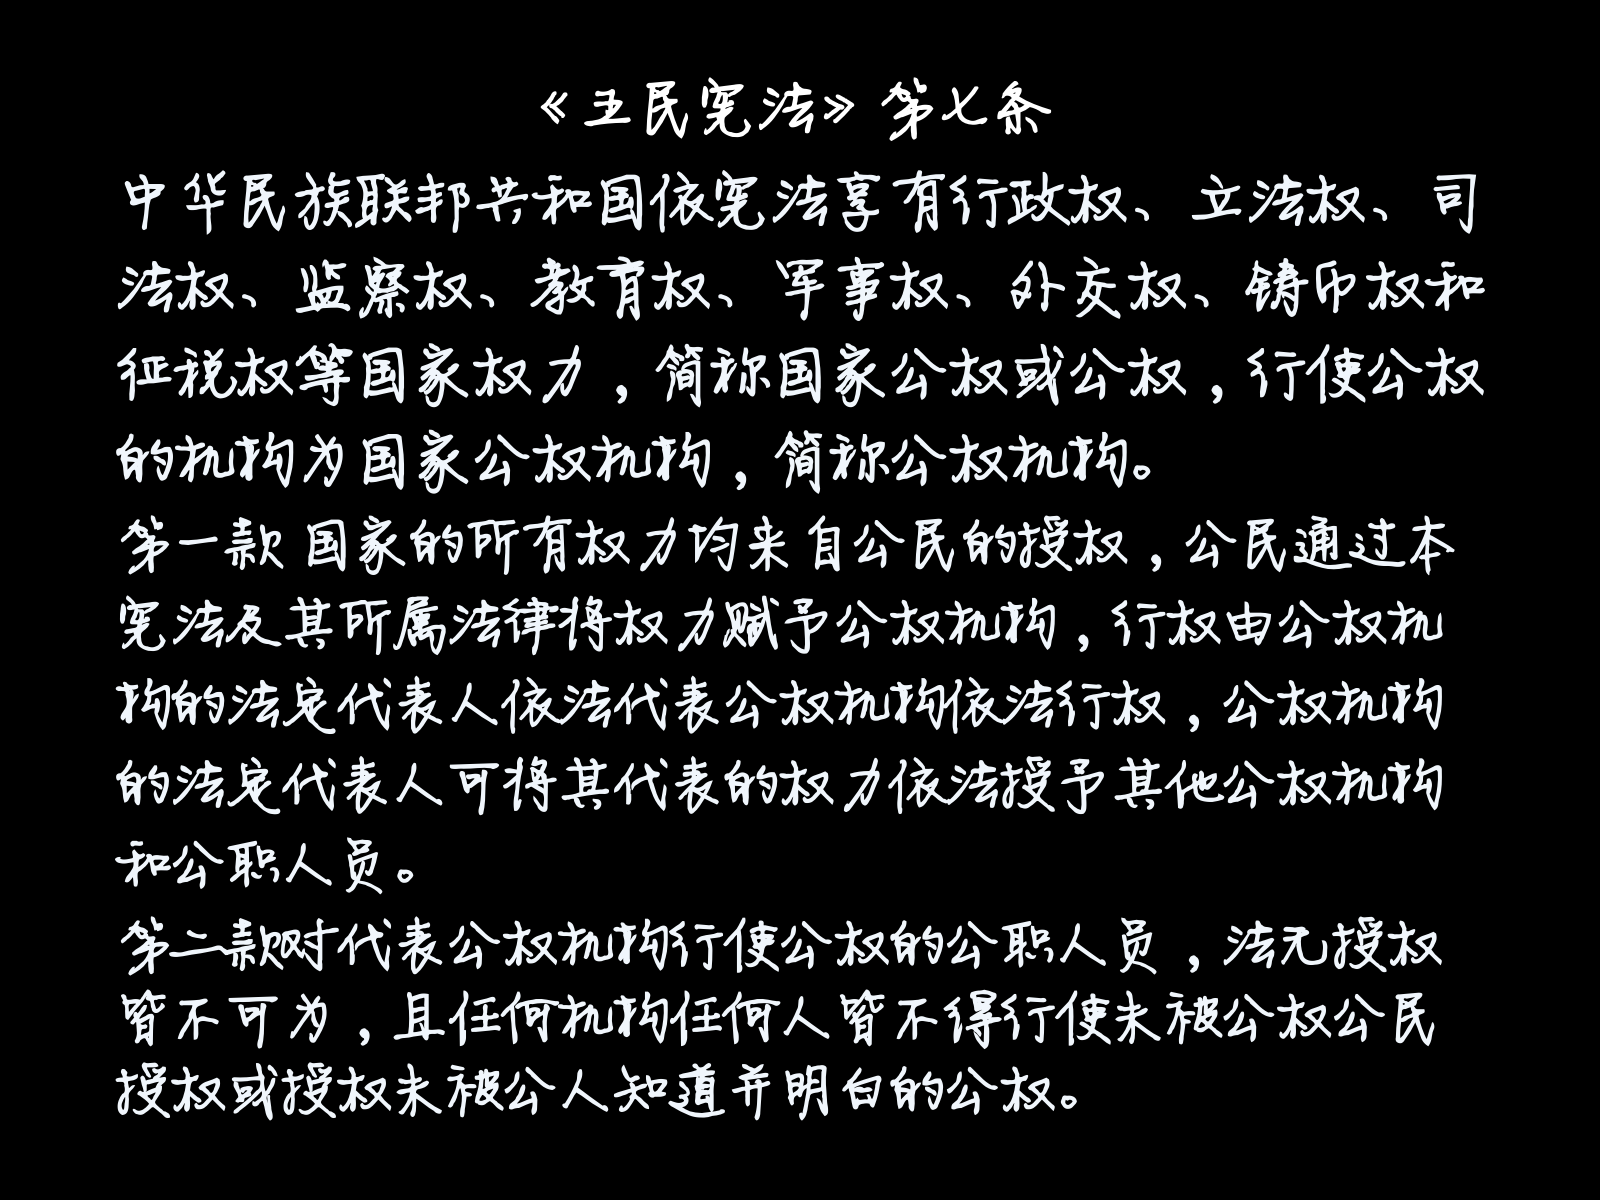 《王民宪法》第七条
中华民族联邦共和国依宪法享有行政权、立法权、司
法权、监察权、教育权、军事权、外交权、铸币权和
征税权等国家权力，简称国家公权或公权，行使公权
的机构为国家公权机构，简称公权机构。
第一款 国家的所有权力均来自公民的授权，公民通过本
宪法及其所属法律将权力赋予公权机构，行权由公权机
构的法定代表人依法代表公权机构依法行权，公权机构
的法定代表人可将其代表的权力依法授予其他公权机构
和公职人员。
第二款对代表公权机构行使公权的公职人员，法无授权
皆不可为，且任何机构任何人皆不得行使未被公权公民
授权或授权未被公人知道并明白的公权。